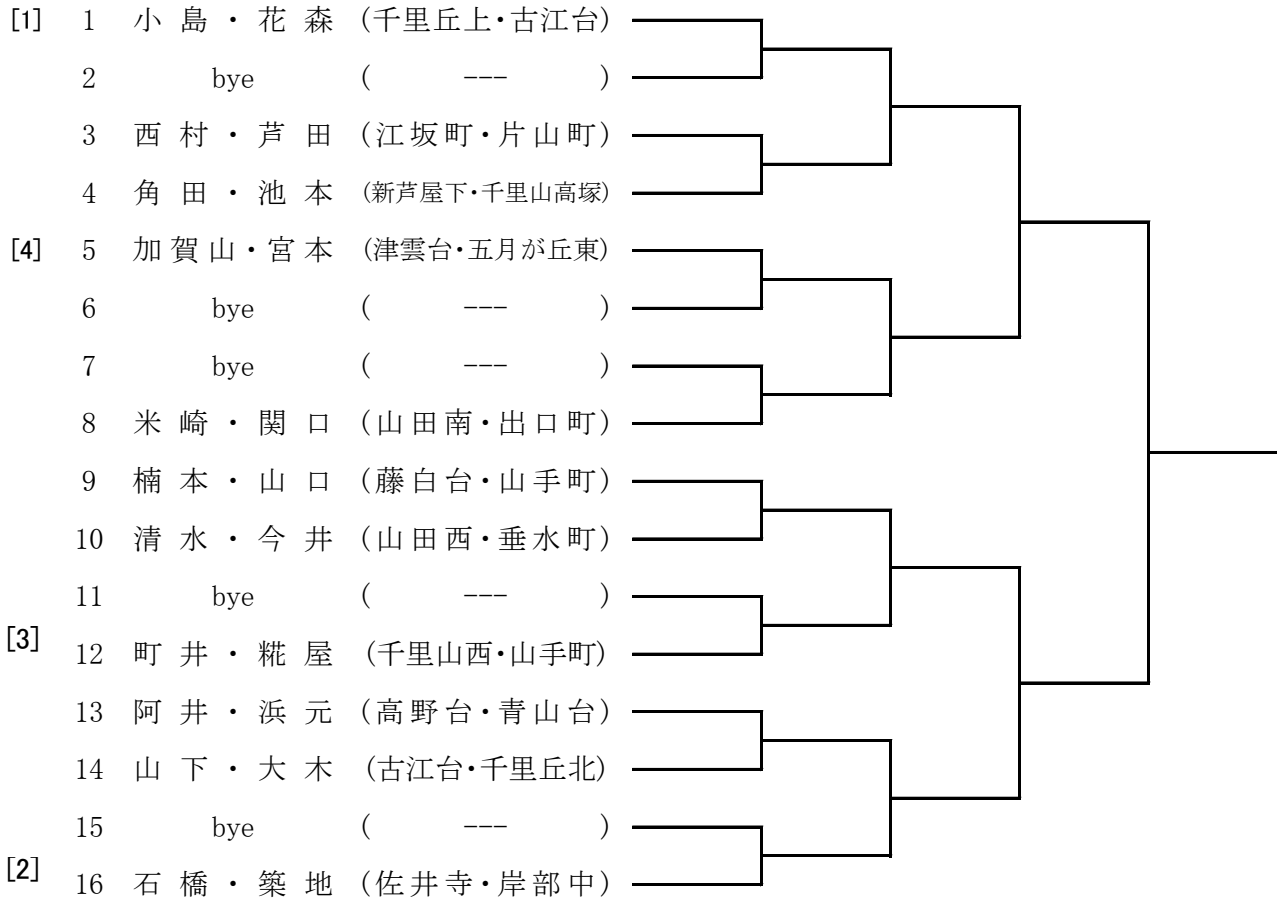 [1] 1 小島・花森 (千里丘上・古江台)
2 bye ( --- )
3 西村・芦田 (江坂町・片山町)
4 角田・池本 (新芦屋下・千里山高塚)
[4] 5 加賀山・宮本 (津雲台・五月が丘東)
6 bye ( --- )
7 bye ( --- )
8 米崎・関口 (山田南・出口町)
9 楠本・山口 (藤白台・山手町)
10 清水・今井 (山田西・垂水町)
11 bye ( --- )
[3] 12 町井・糀屋 (千里山西・山手町)
13 阿井・浜元 (高野台・青山台)
14 山下・大木 (古江台・千里丘北)
15 bye ( --- )
[2] 16 石橋・築地 (佐井寺・岸部中)